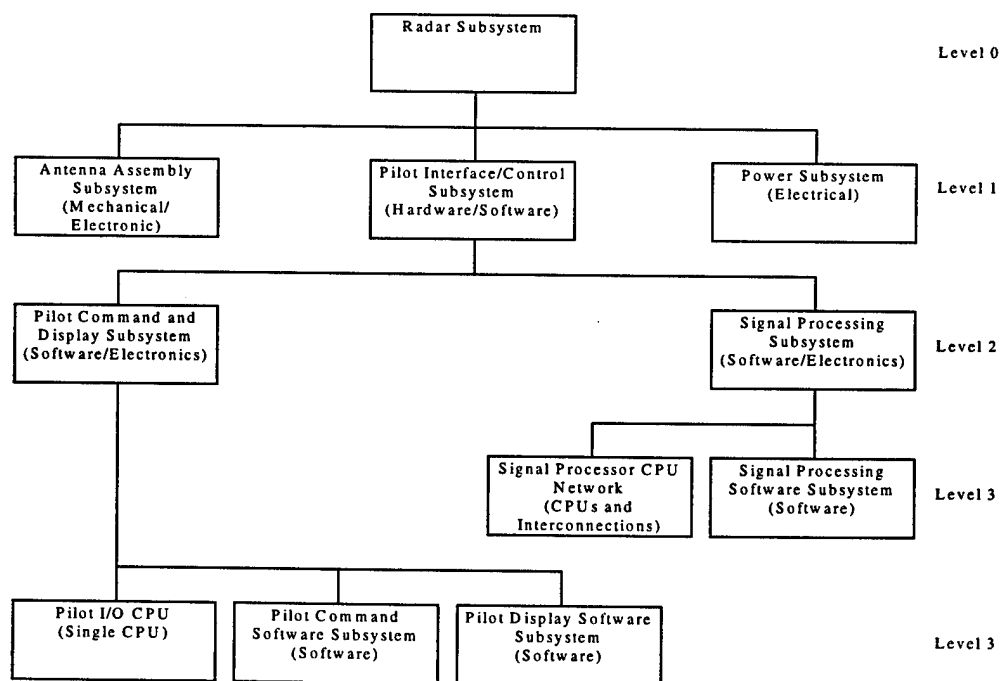 Radar Subsystem
Level 0
Antenna Assembly
Subsystem
(Mechanical/
Electronic)
Pilot Interface/Control
Subsystem
(Hardware/Software)
Power Subsystem
(Electrical)
Level 1
Pilot Command and
Display Subsystem
(Software/Electronics)
Signal Processing
Subsystem
(Software/Electronics)
Level 2
Signal Processor CPU
Network
(CPUs and
Interconnections)
Signal Processing
Software Subsystem
(Software)
Level 3
Pilot I/O CPU
(Single CPU)
Pilot Command
Software Subsystem
(Software)
Pilot Display Software
Subsystem
(Software)
Level 3